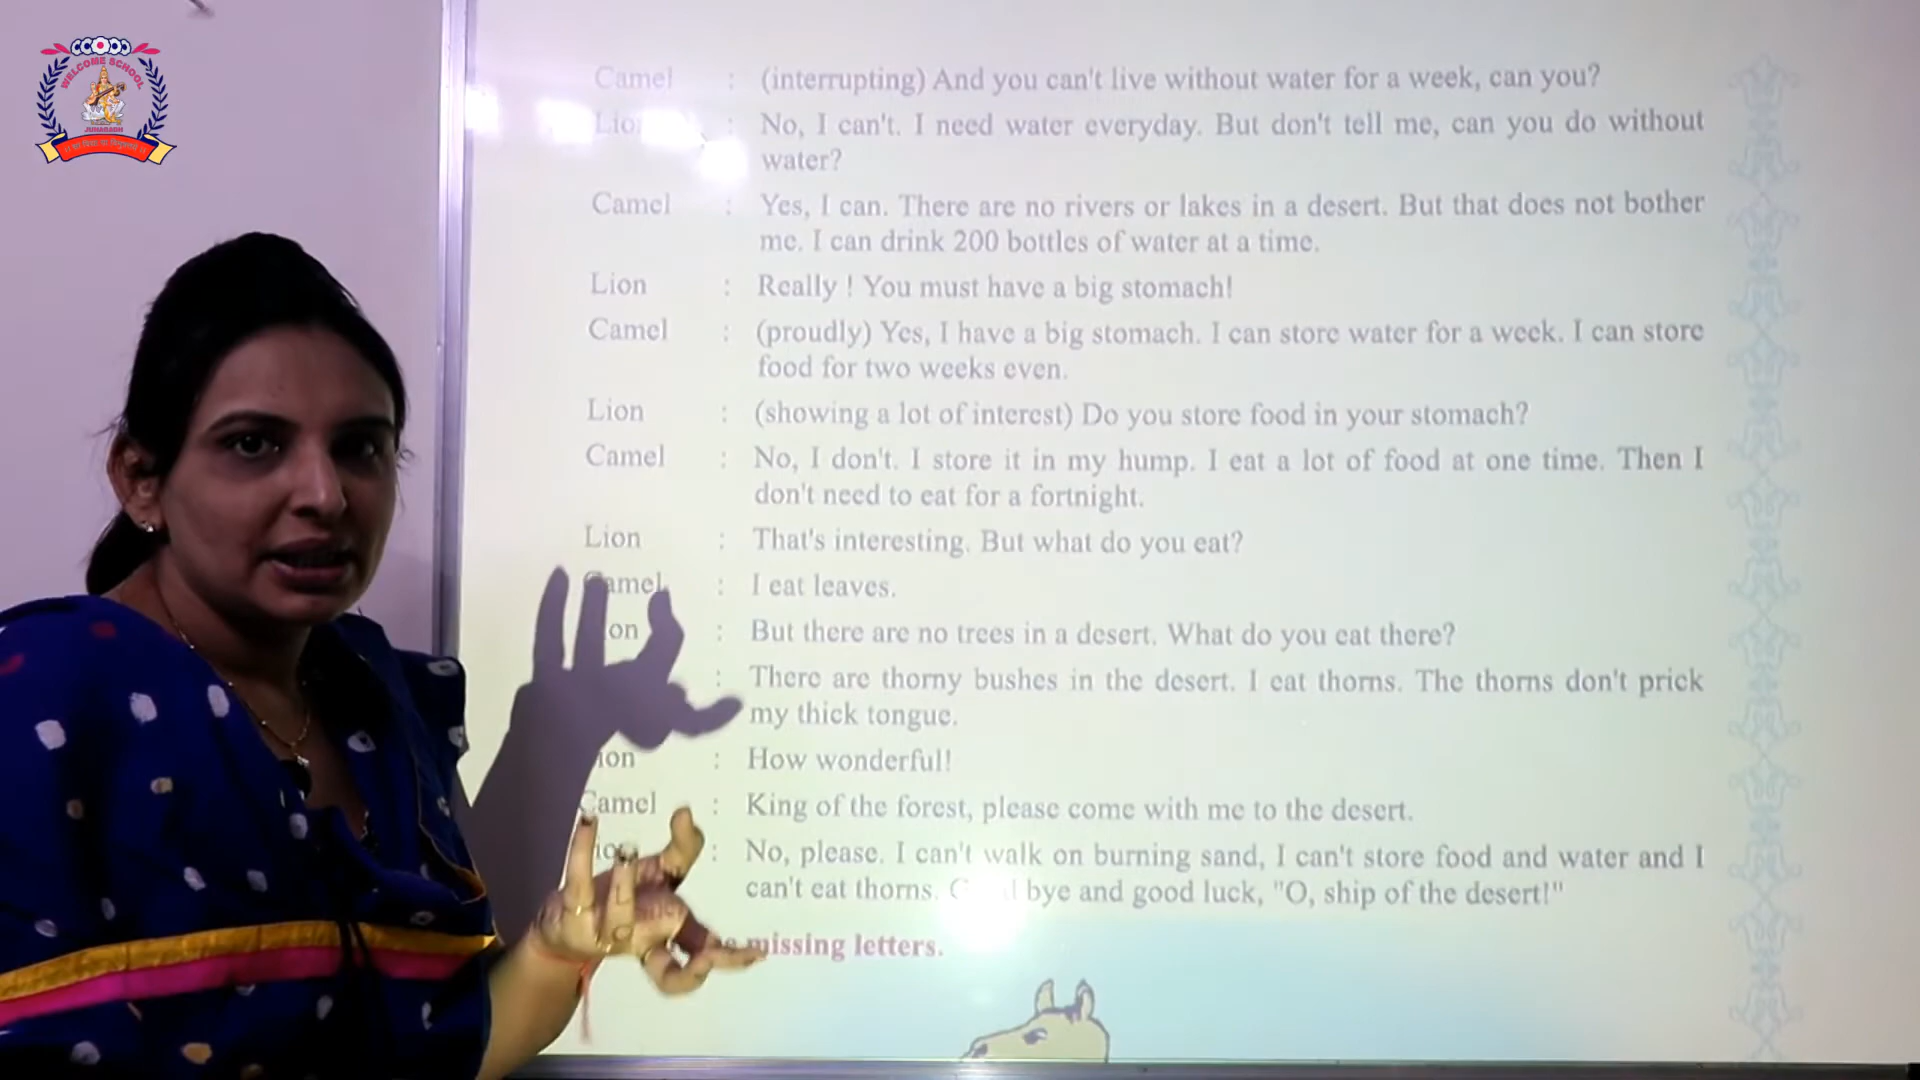 WELCOME SCHOOL
JUNAGADH
Camel : (interrupting) And you can't live without water for a week, can you?
Lion : No, I can't. I need water everyday. But don't tell me, can you do without
water?
Camel : Yes, I can. There are no rivers or lakes in a desert. But that does not bother
me. I can drink 200 bottles of water at a time.
Lion : Really ! You must have a big stomach!
Camel : (proudly) Yes, I have a big stomach. I can store water for a week. I can store
food for two weeks even.
Lion : (showing a lot of interest) Do you store food in your stomach?
Camel : No, I don't. I store it in my hump. I eat a lot of food at one time. Then I
don't need to eat for a fortnight.
Lion : That's interesting. But what do you eat?
Camel : I eat leaves.
Lion : But there are no trees in a desert. What do you eat there?
: There are thorny bushes in the desert. I eat thorns. The thorns don't prick
my thick tongue.
Lion : How wonderful!
Camel : King of the forest, please come with me to the desert.
Lion : No, please. I can't walk on burning sand, I can't store food and water and I
can't eat thorns. bye and good luck, "O, ship of the desert!"
missing letters.